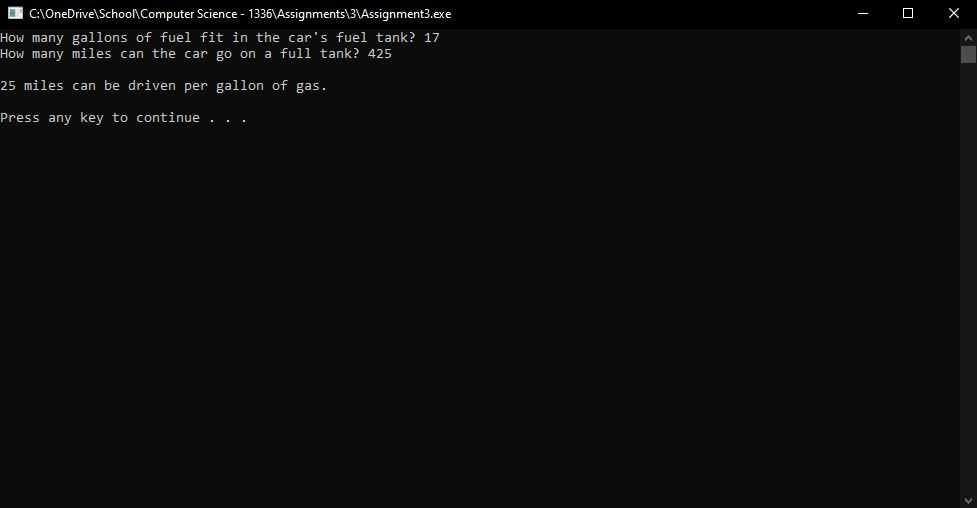 C:\OneDrive\School\Computer Science - 1336\Assignments\3\Assignment3.exe
How many gallons of fuel fit in the car's fuel tank? 17
How many miles can the car go on a full tank? 425
25 miles can be driven per gallon of gas.
Press any key to continue . . .